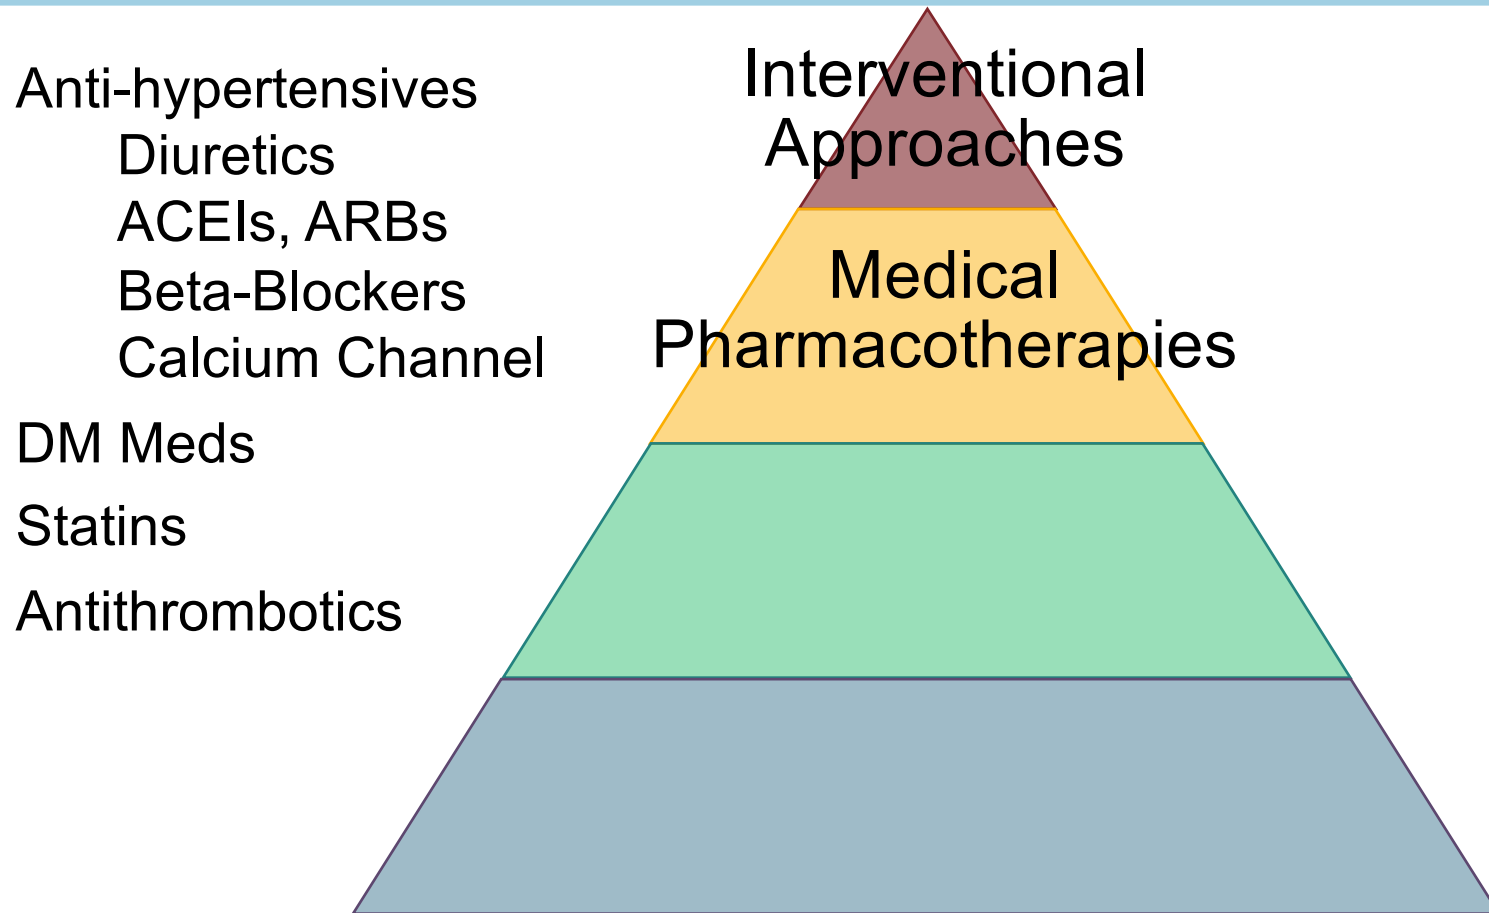 Anti-hypertensives
Diuretics
ACEIs, ARBs
Beta-Blockers
Calcium Channel
DM Meds
Statins
Antithrombotics
Interventional
Approaches
Medical
Pharmacotherapies